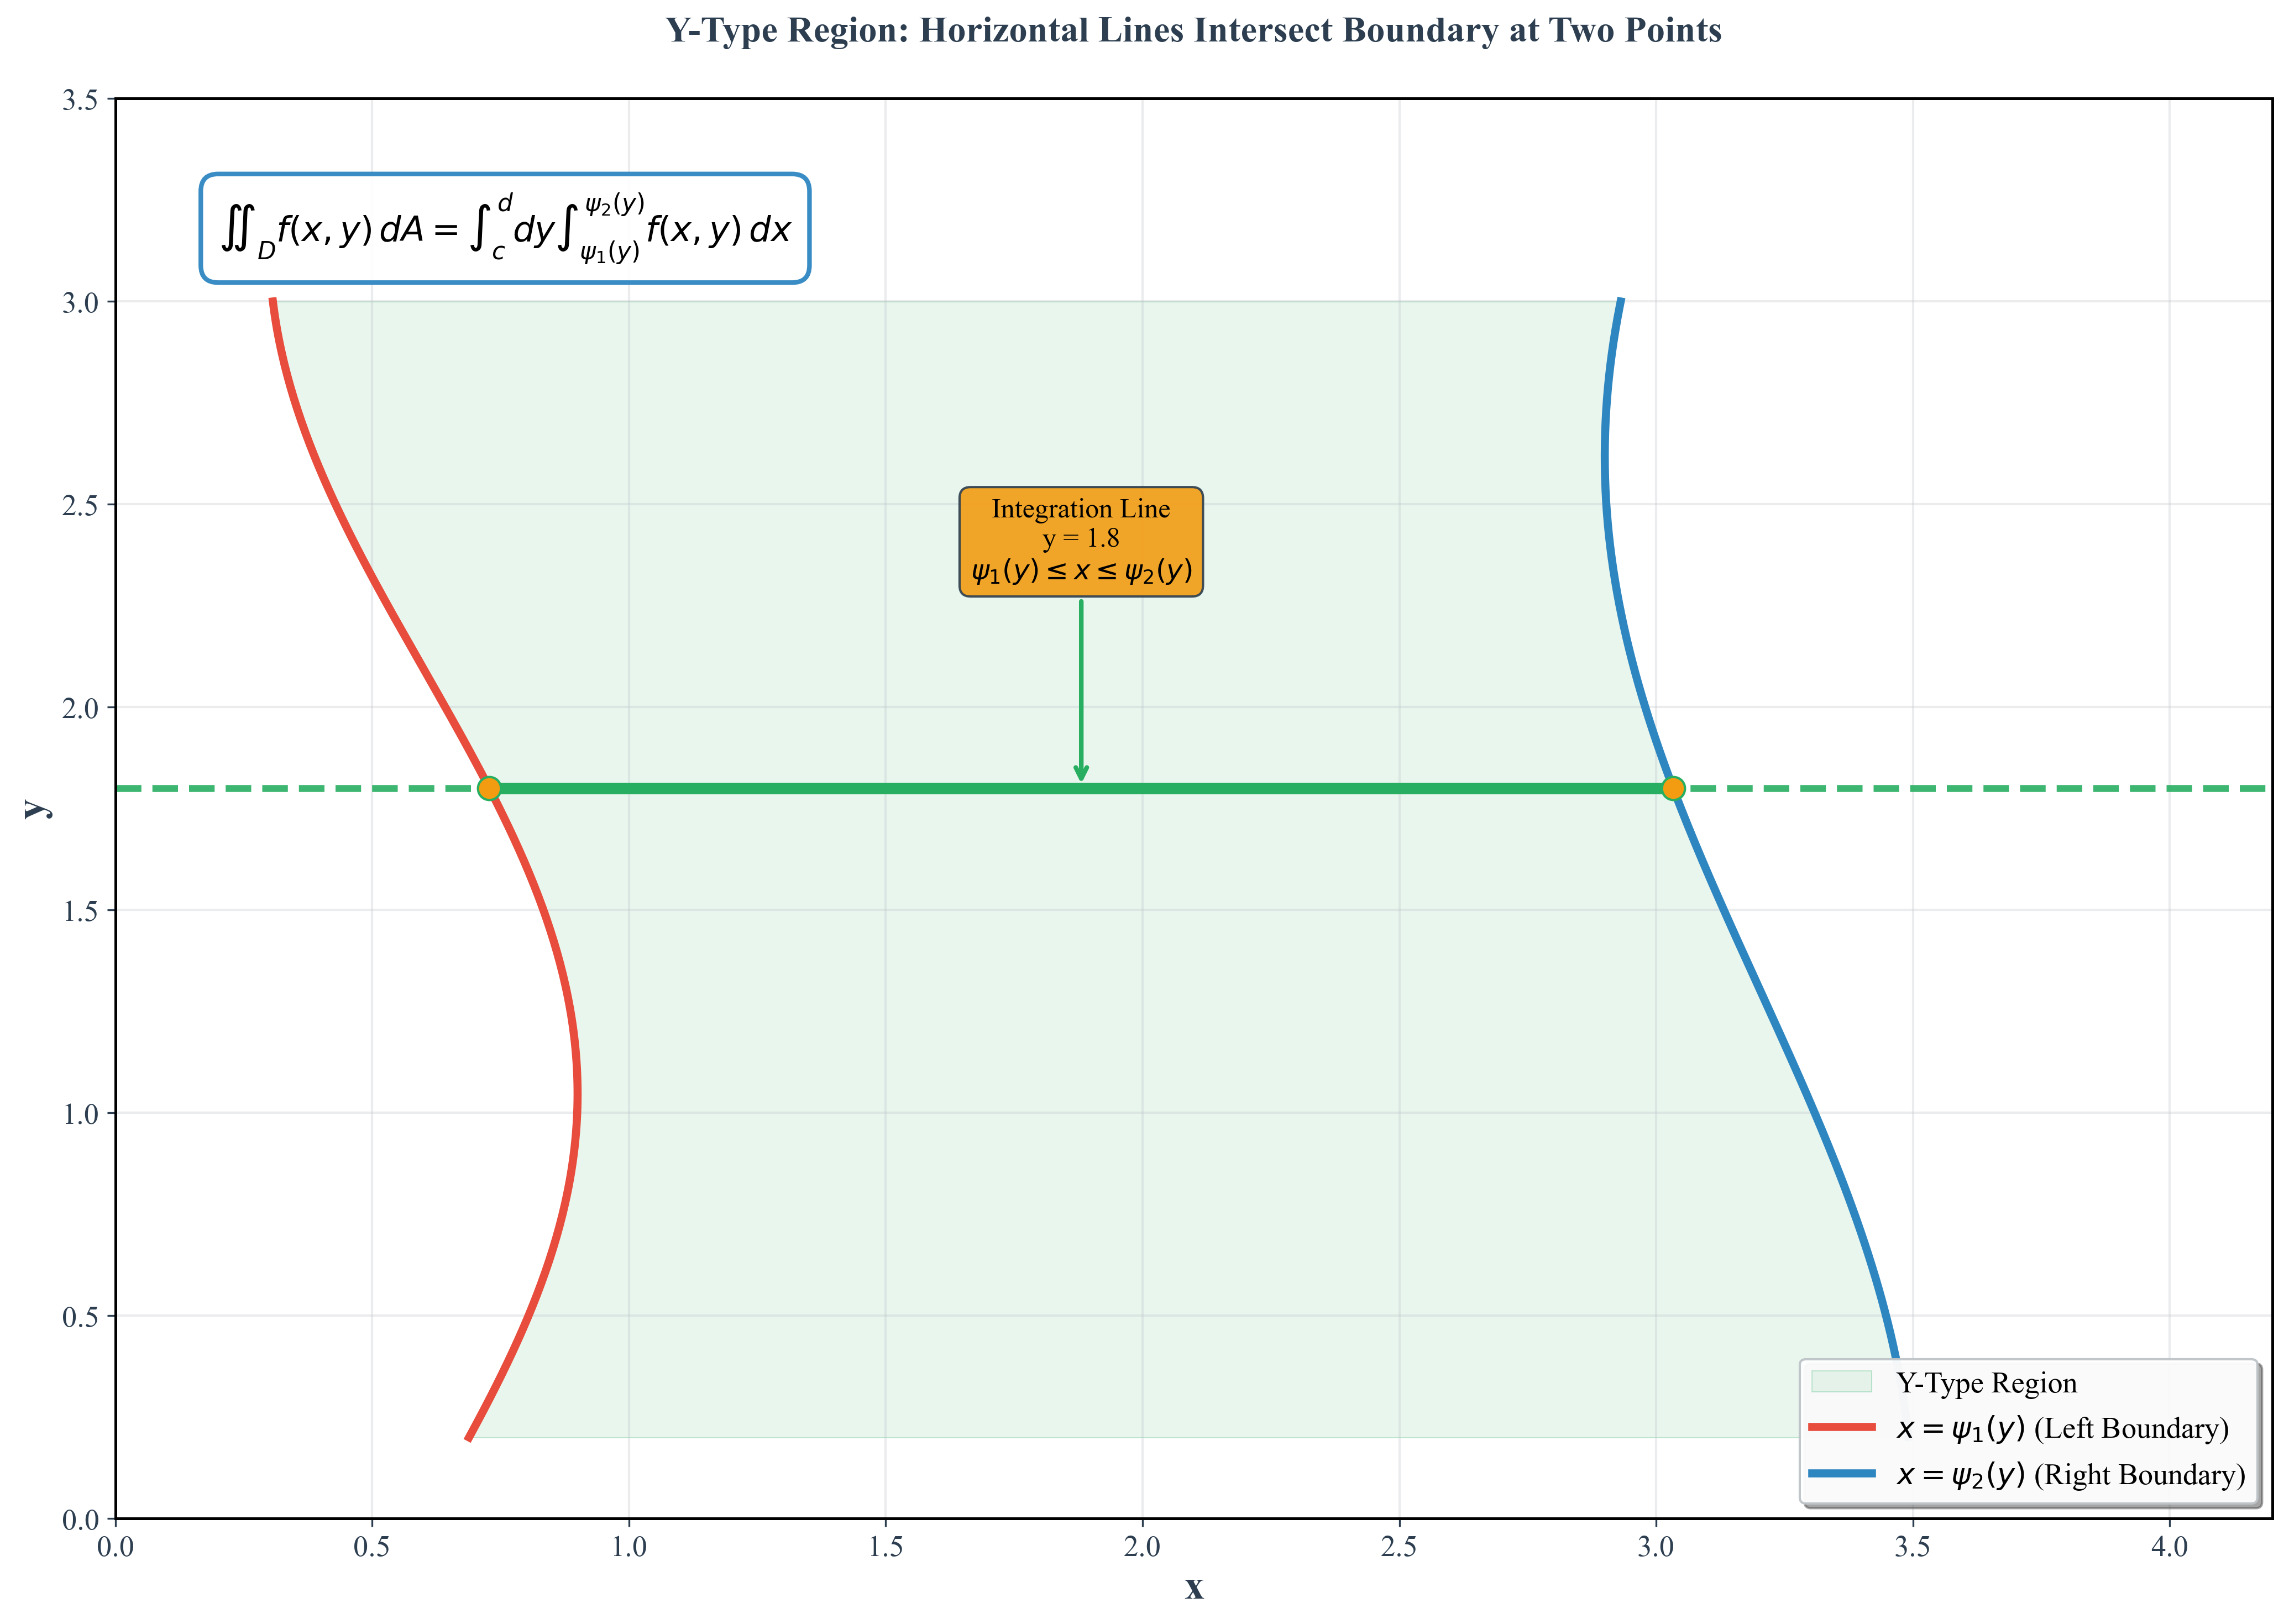 Y-Type Region: Horizontal Lines Intersect Boundary at Two Points
3.5
∬_D f(x, y) dA = ∫_c^d dy ∫_{ψ₁(y)}^{ψ₂(y)} f(x, y) dx
3.0
Integration Line
y = 1.8
ψ₁(y) ≤ x ≤ ψ₂(y)
2.5
2.0
y
1.5
1.0
0.5
Y-Type Region
x = ψ₁(y) (Left Boundary)
x = ψ₂(y) (Right Boundary)
0.0
0.0 0.5 1.0 1.5 2.0 2.5 3.0 3.5 4.0
x